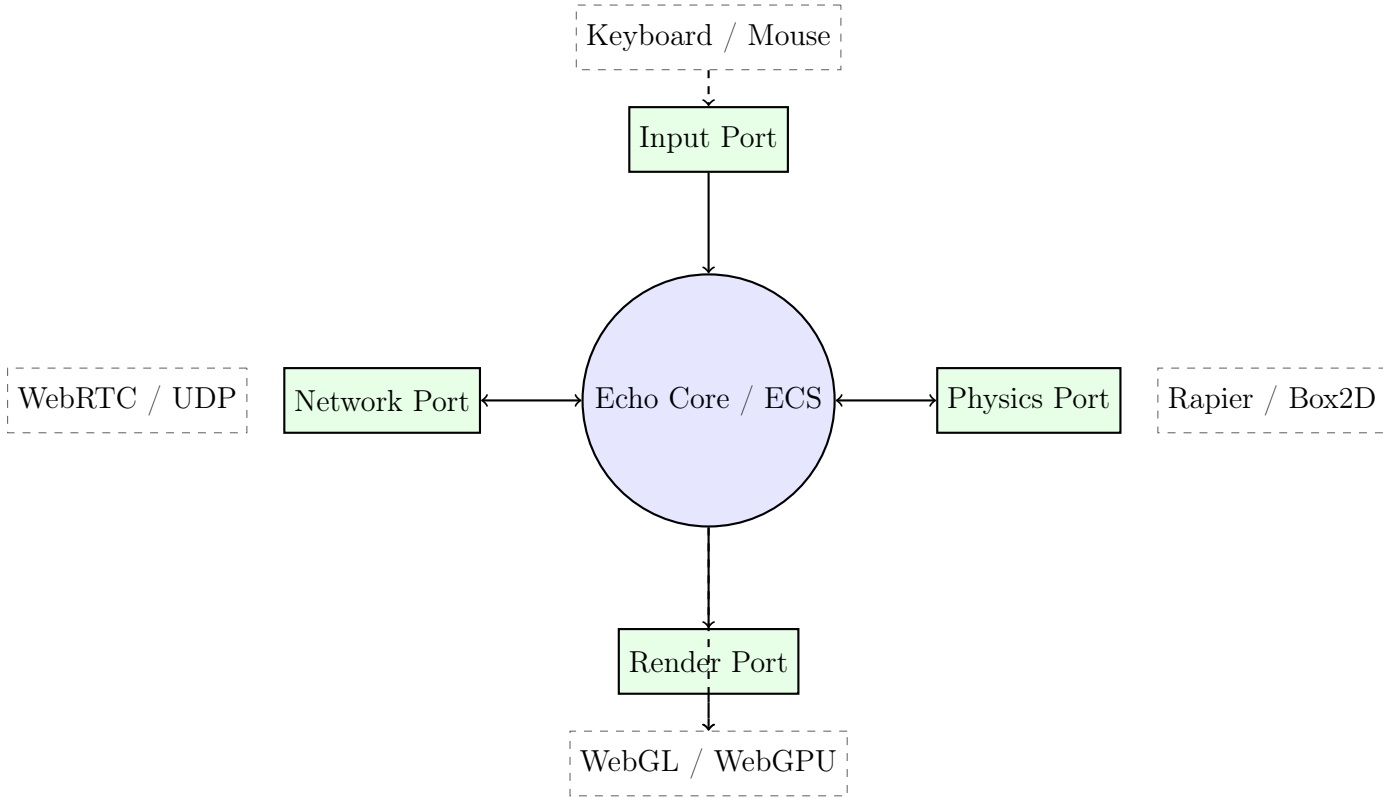 Keyboard / Mouse
Input Port
WebRTC / UDP
Network Port
Echo Core / ECS
Physics Port
Rapier / Box2D
Render Port
WebGL / WebGPU